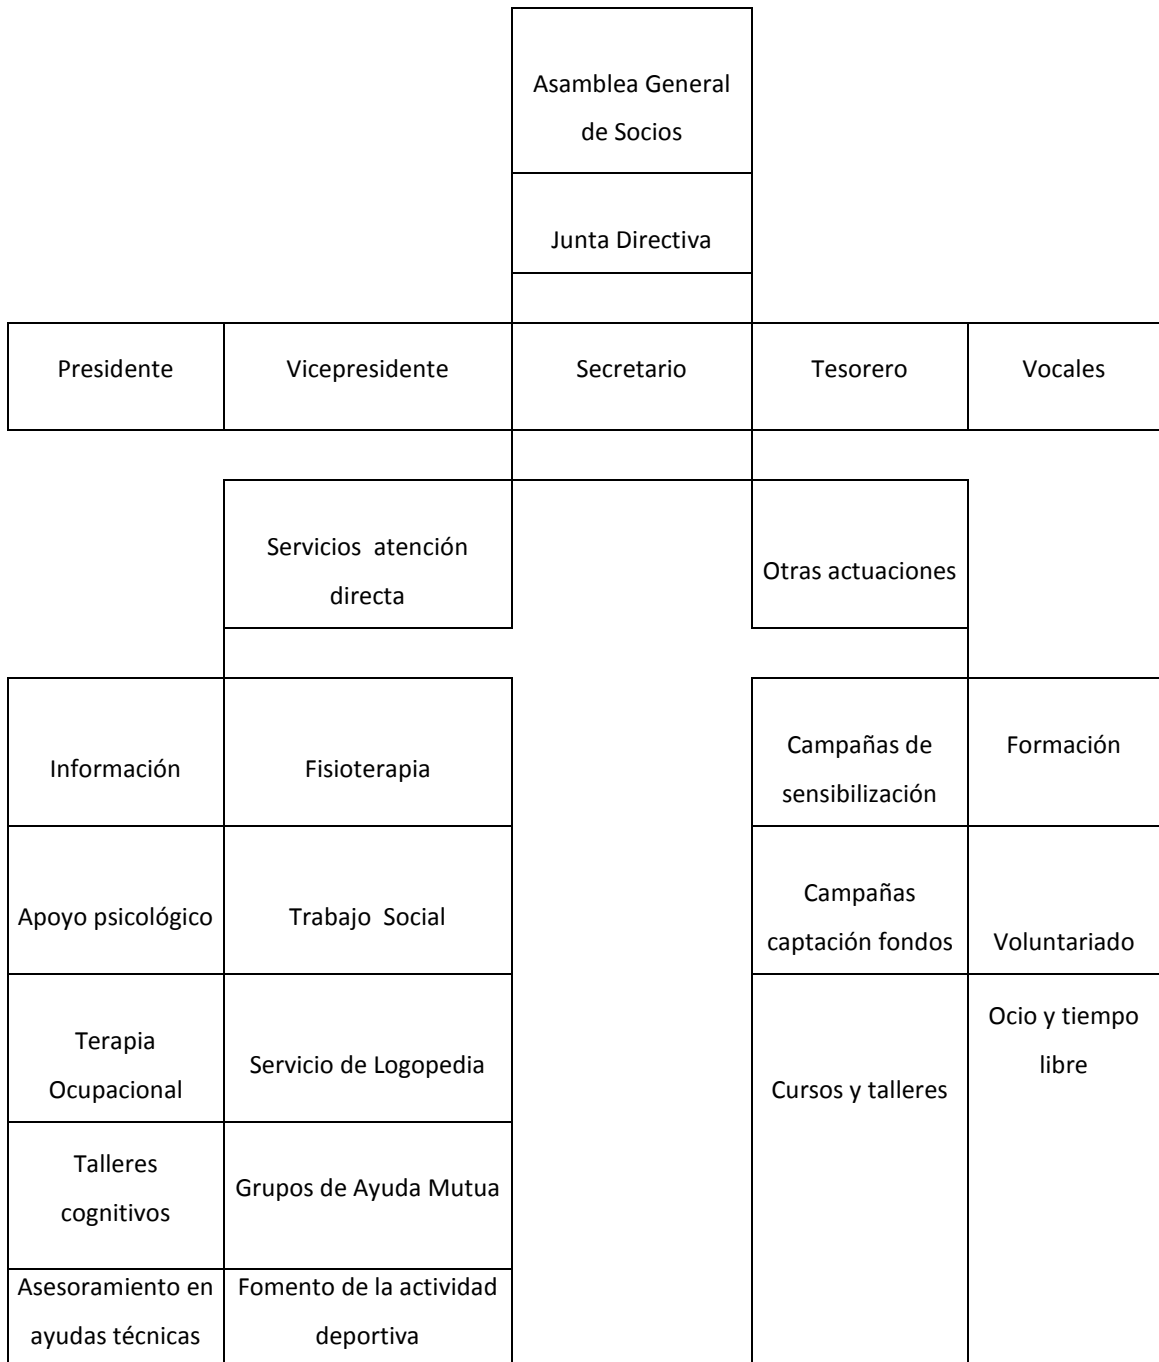 Asamblea General
de Socios
Junta Directiva
Presidente
Vicepresidente
Secretario
Tesorero
Vocales
Servicios  atención
directa
Otras actuaciones
Información
Fisioterapia
Campañas de
sensibilización
Formación
Apoyo psicológico
Trabajo  Social
Campañas
captación fondos
Voluntariado
Terapia
Ocupacional
Servicio de Logopedia
Cursos y talleres
Ocio y tiempo
libre
Talleres
cognitivos
Grupos de Ayuda Mutua
Asesoramiento en
ayudas técnicas
Fomento de la actividad
deportiva